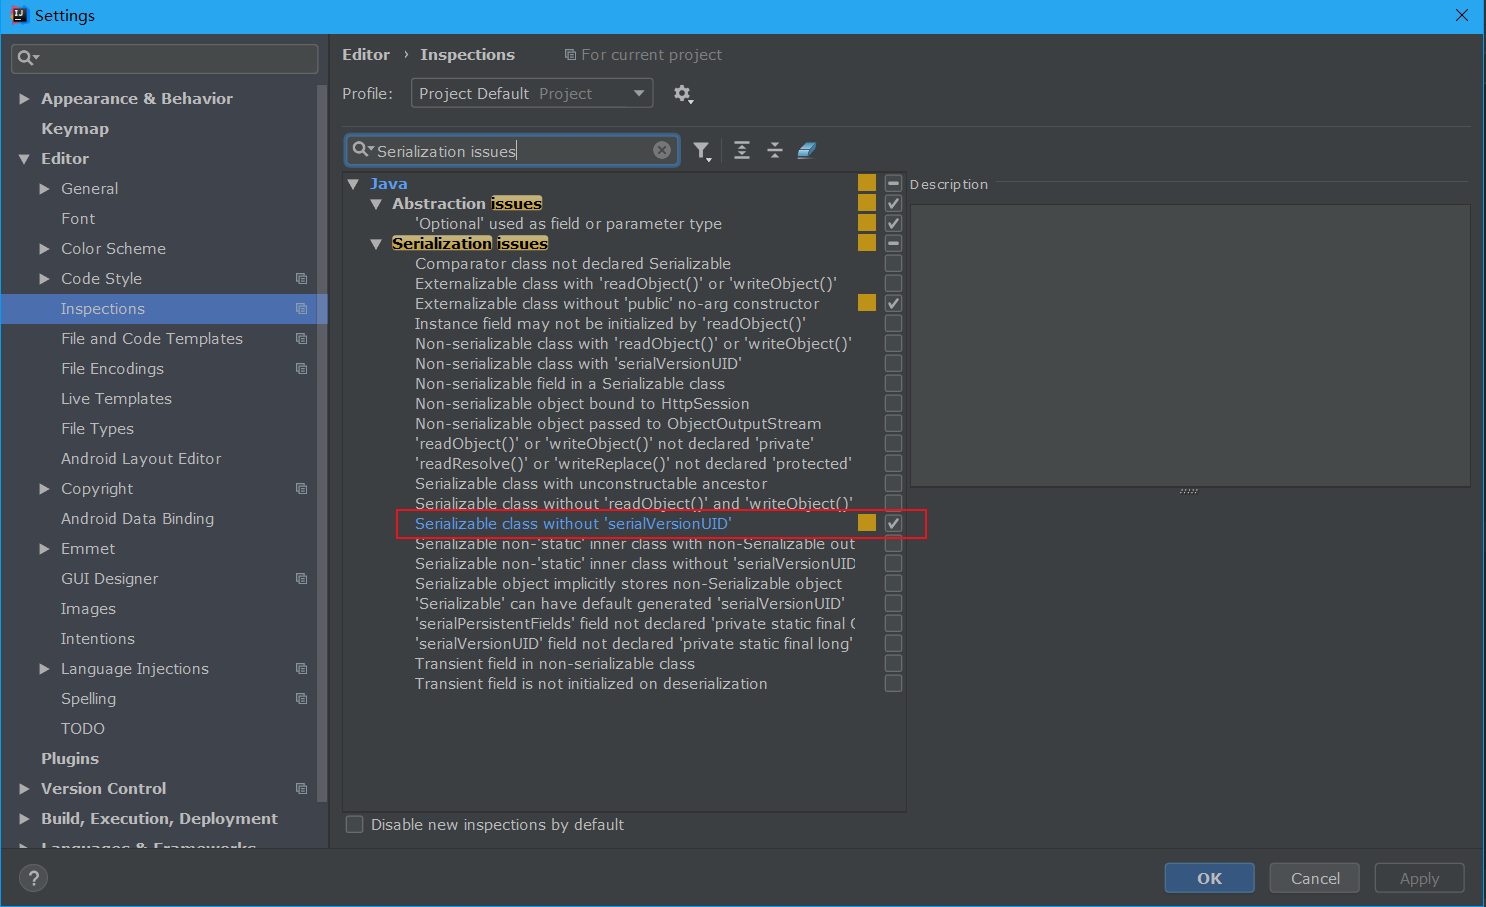 Settings
Editor › Inspections For current project
Profile: Project Default Project
Serialization issues
Appearance & Behavior
Keymap
Editor
General
Font
Color Scheme
Code Style
Inspections
File and Code Templates
File Encodings
Live Templates
File Types
Android Layout Editor
Copyright
Android Data Binding
Emmet
GUI Designer
Images
Intentions
Language Injections
Spelling
TODO
Plugins
Version Control
Build, Execution, Deployment
Languages & Frameworks
Java
Abstraction issues
'Optional' used as field or parameter type
Serialization issues
Comparator class not declared Serializable
Externalizable class with 'readObject()' or 'writeObject()'
Externalizable class without 'public' no-arg constructor
Instance field may not be initialized by 'readObject()'
Non-serializable class with 'readObject()' or 'writeObject()'
Non-serializable class with 'serialVersionUID'
Non-serializable field in a Serializable class
Non-serializable object bound to HttpSession
Non-serializable object passed to ObjectOutputStream
'readObject()' or 'writeObject()' not declared 'private'
'readResolve()' or 'writeReplace()' not declared 'protected'
Serializable class with unconstructable ancestor
Serializable class without 'readObject()' and 'writeObject()'
Serializable class without 'serialVersionUID'
Serializable non-'static' inner class with non-Serializable out
Serializable non-'static' inner class without 'serialVersionUID
Serializable object implicitly stores non-Serializable object
'Serializable' can have default generated 'serialVersionUID'
'serialPersistentFields' field not declared 'private static final
'serialVersionUID' field not declared 'private static final long'
Transient field in non-serializable class
Transient field is not initialized on deserialization
Description
Disable new inspections by default
?
OK
Cancel
Apply